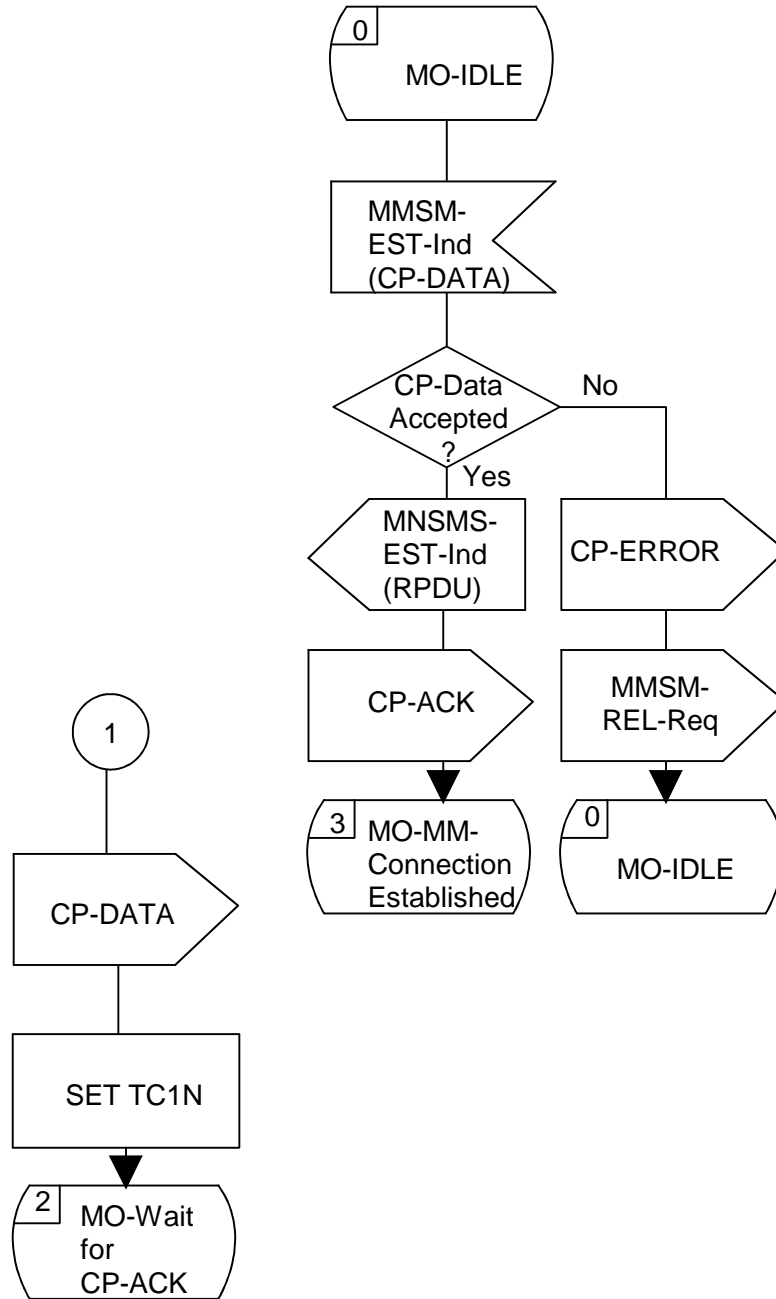 0
MO-IDLE
MMSM-
EST-Ind
(CP-DATA)
CP-Data
Accepted
?
No
Yes
MNSMS-
EST-Ind
(RPDU)
CP-ERROR
CP-ACK
MMSM-
REL-Req
3
MO-MM-
Connection
Established
0
MO-IDLE
1
CP-DATA
SET TC1N
2
MO-Wait
for
CP-ACK